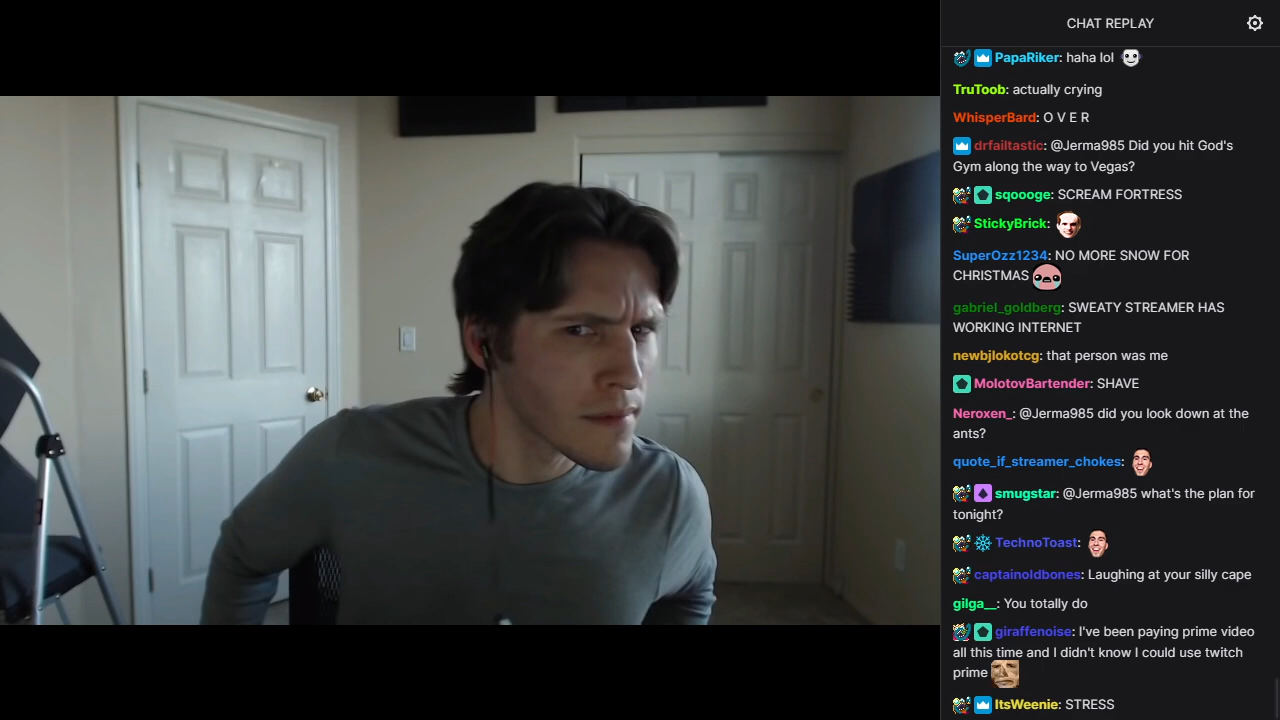 CHAT REPLAY
PapaRiker: haha lol
TruToob: actually crying
WhisperBard: O V E R
drfailtastic: @Jerma985 Did you hit God's
Gym along the way to Vegas?
sqoooge: SCREAM FORTRESS
StickyBrick:
SuperOzz1234: NO MORE SNOW FOR
CHRISTMAS
gabriel_goldberg: SWEATY STREAMER HAS
WORKING INTERNET
newbjlokotcg: that person was me
MolotovBartender: SHAVE
Neroxen_: @Jerma985 did you look down at the
ants?
quote_if_streamer_chokes:
smugstar: @Jerma985 what's the plan for
tonight?
TechnoToast:
captainoldbones: Laughing at your silly cape
gilga__: You totally do
giraffenoise: I've been paying prime video
all this time and I didn't know I could use twitch
prime
ItsWeenie: STRESS